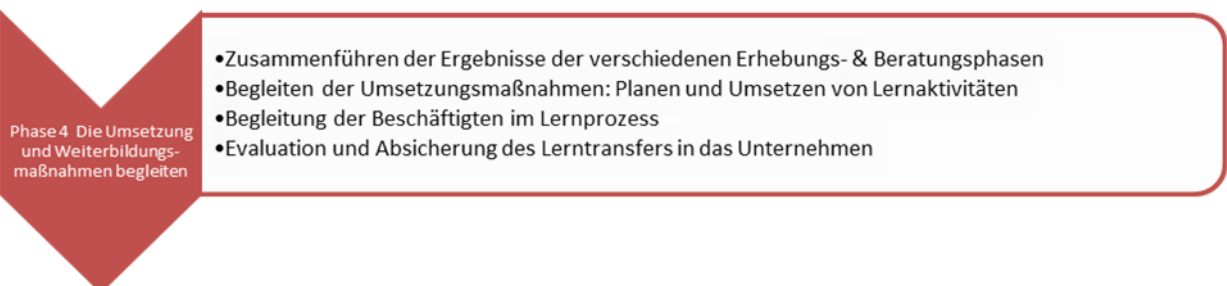 Phase 4 Die Umsetzung
und Weiterbildungs-
maßnahmen begleiten
•Zusammenführen der Ergebnisse der verschiedenen Erhebungs- & Beratungsphasen
•Begleiten der Umsetzungsmaßnahmen: Planen und Umsetzen von Lernaktivitäten
•Begleitung der Beschäftigten im Lernprozess
•Evaluation und Absicherung des Lerntransfers in das Unternehmen